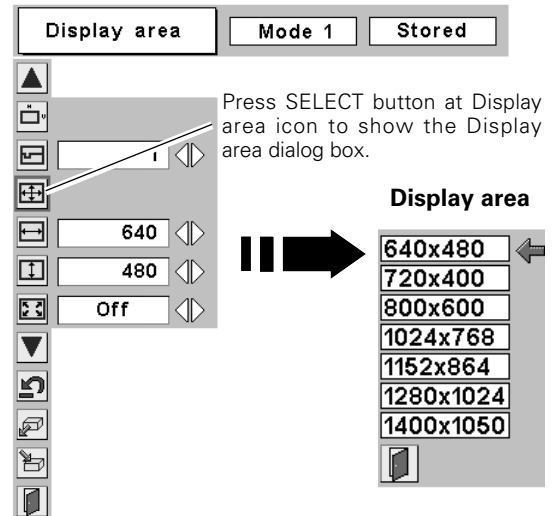 Display area
Mode 1
Stored
Press SELECT button at Display
area icon to show the Display
area dialog box.
1
640
480
Off
Display area
640x480
720x400
800x600
1024x768
1152x864
1280x1024
1400x1050